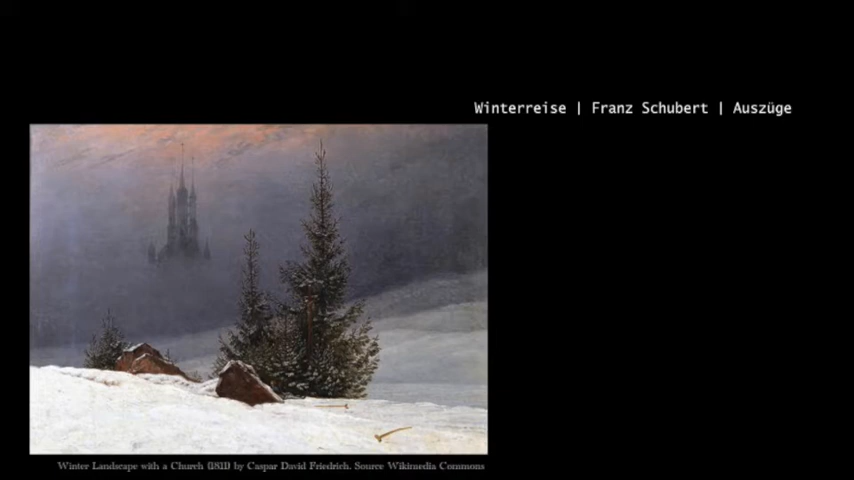 Winterreise | Franz Schubert | Auszüge
Winter Landscape with a Church (1811) by Caspar David Friedrich. Source Wikimedia Commons